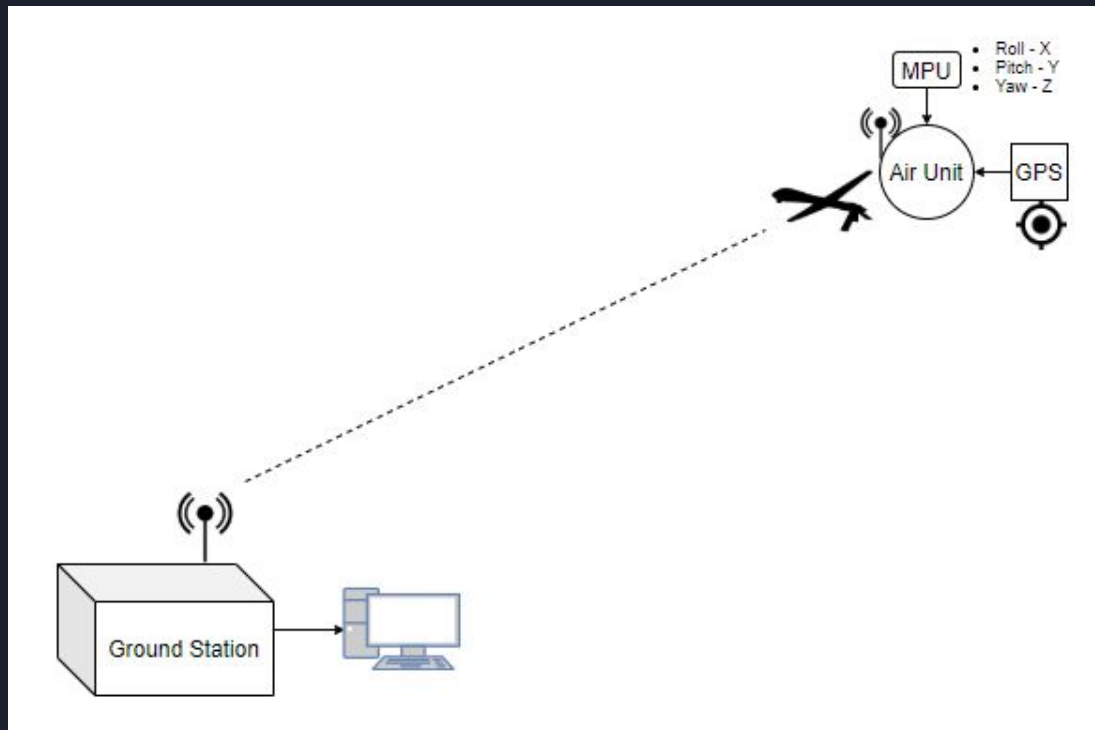 MPU
• Roll - X
• Pitch - Y
• Yaw - Z
Air Unit
GPS
Ground Station